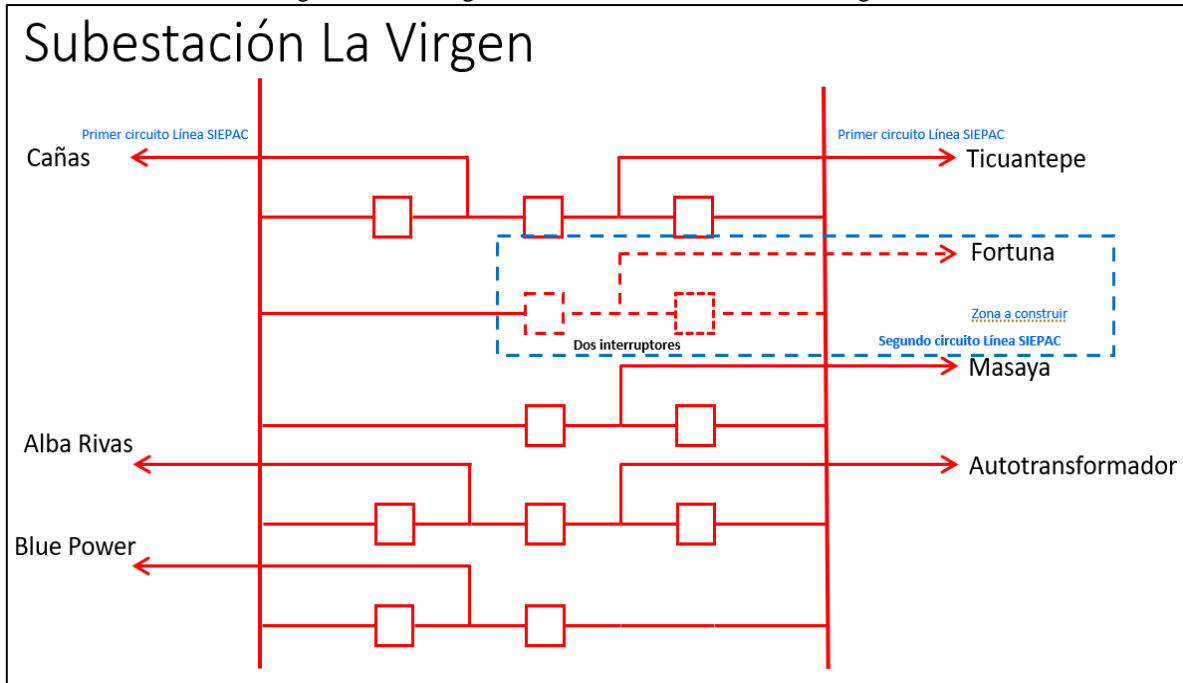 Subestación La Virgen
Primer circuito Línea SIEPAC
Primer circuito Línea SIEPAC
Cañas
Ticuantepe
Fortuna
Zona a construir
Dos interruptores
Segundo circuito Línea SIEPAC
Masaya
Alba Rivas
Autotransformador
Blue Power